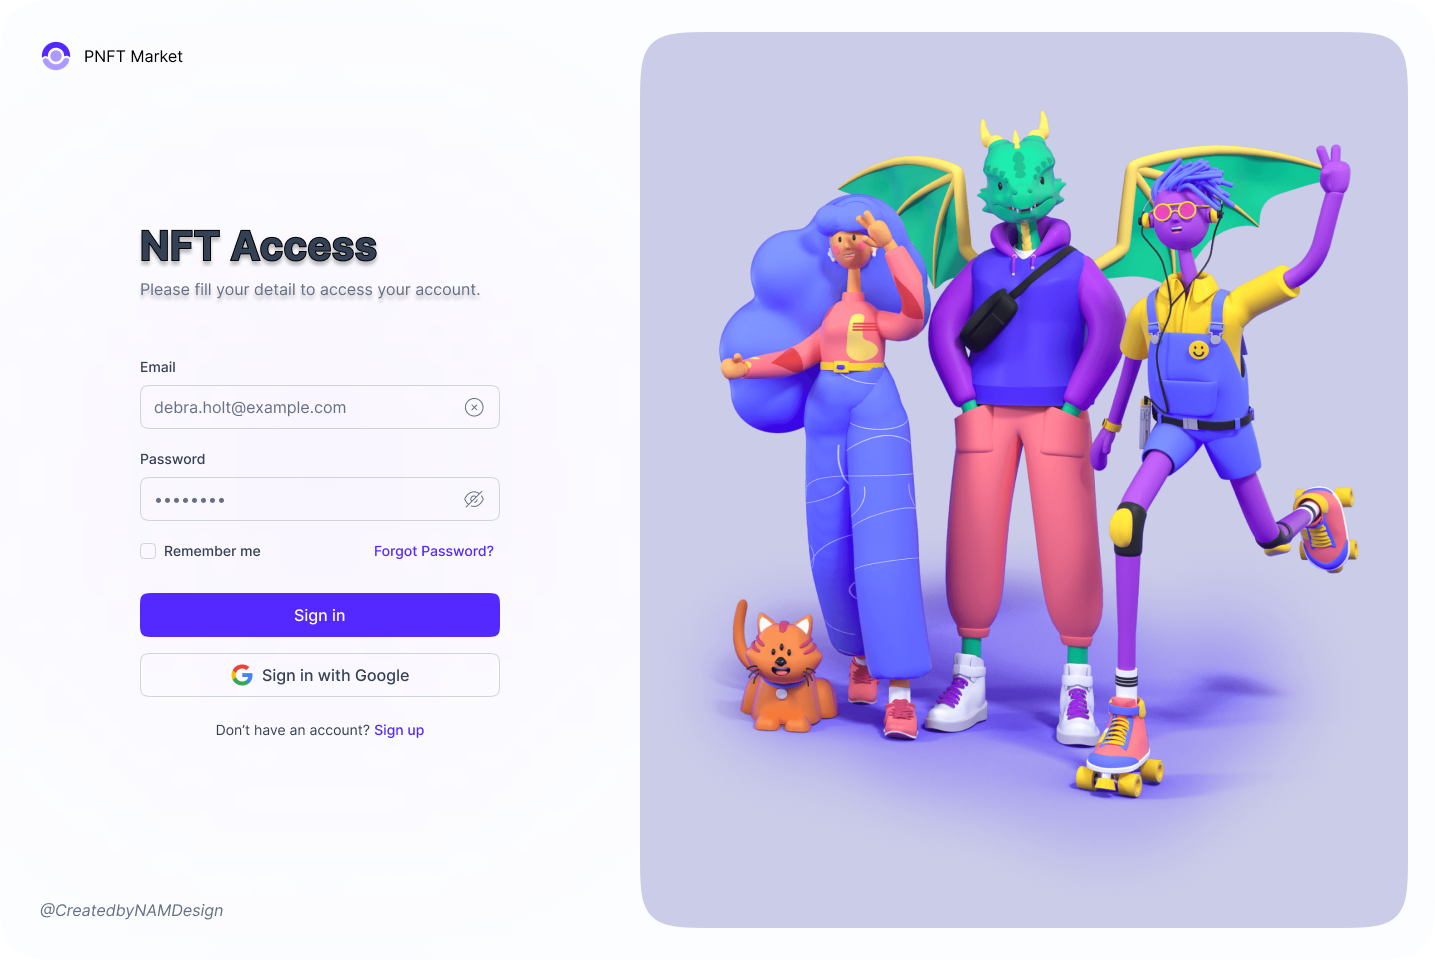 PNFT Market
NFT Access
Please fill your detail to access your account.
Email
debra.holt@example.com
Password
••••••••
Remember me
Forgot Password?
Sign in
Sign in with Google
Don’t have an account? Sign up
@CreatedbyNAMDesign